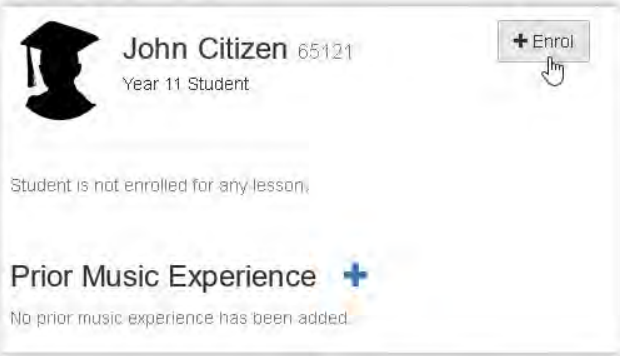 John Citizen 65121
+ Enrol
Year 11 Student
Student is not enrolled for any lesson.
Prior Music Experience +
No prior music experience has been added.